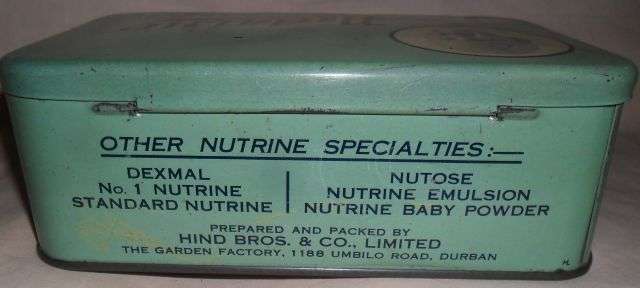 OTHER NUTRINE SPECIALTIES:—
DEXMAL
No. 1 NUTRINE
STANDARD NUTRINE
NUTOSE
NUTRINE EMULSION
NUTRINE BABY POWDER
PREPARED AND PACKED BY
HIND BROS. & CO., LIMITED
THE GARDEN FACTORY, 1188 UMBILO ROAD, DURBAN